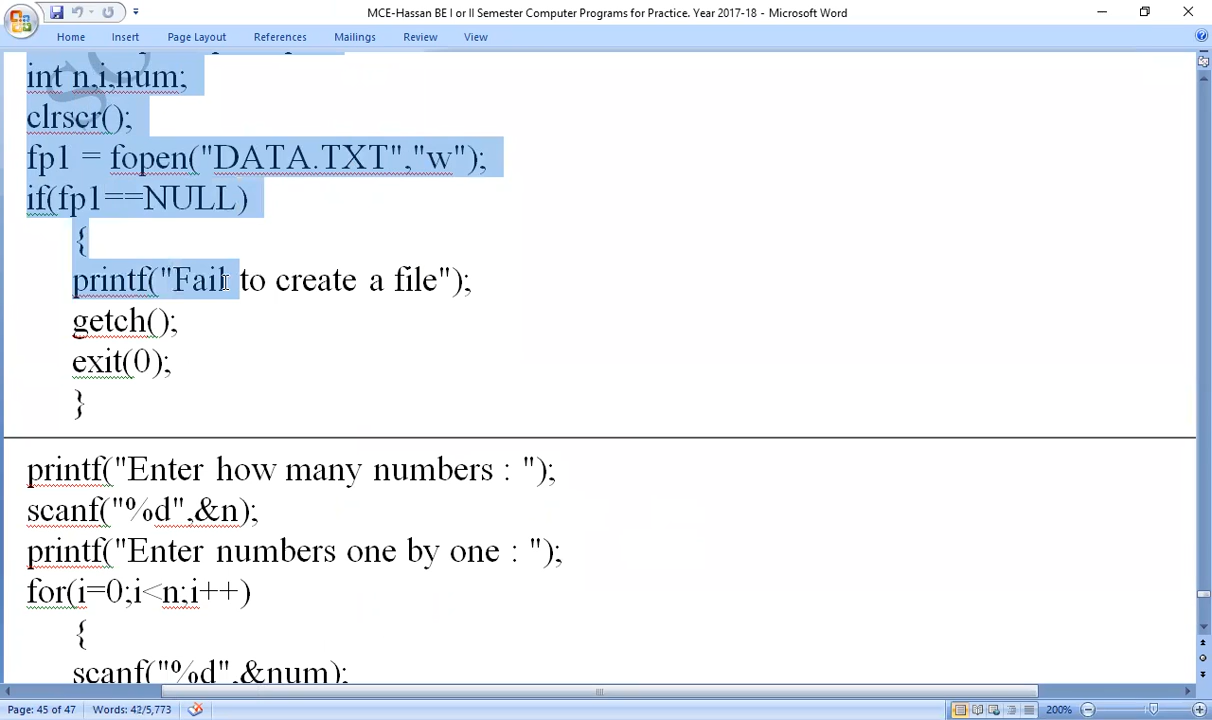 MCE-Hassan BE I or II Semester Computer Programs for Practice. Year 2017-18 - Microsoft Word
Home Insert Page Layout References Mailings Review View
int n,i,num;
clrscr();
fp1 = fopen("DATA.TXT","w");
if(fp1==NULL)
{
printf("Fail to create a file");
getch();
exit(0);
}
printf("Enter how many numbers : ");
scanf("%d",&n);
printf("Enter numbers one by one : ");
for(i=0;i<n;i++)
{
scanf("%d",&num);
Page: 45 of 47 Words: 42/5,773 200%